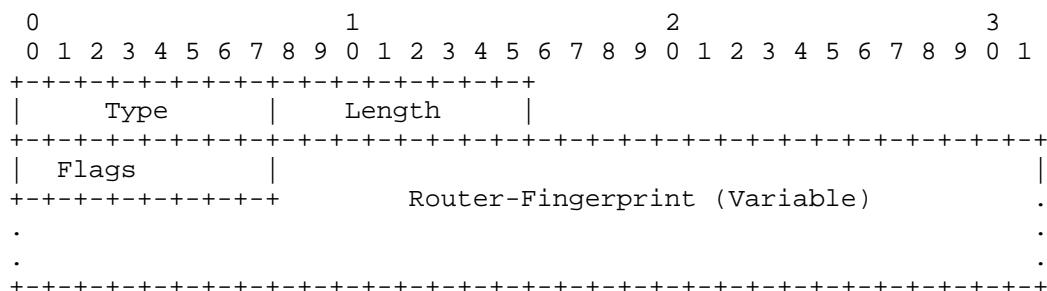 0                   1                   2                   3
 0 1 2 3 4 5 6 7 8 9 0 1 2 3 4 5 6 7 8 9 0 1 2 3 4 5 6 7 8 9 0 1
+-+-+-+-+-+-+-+-+-+-+-+-+-+-+-+-+
|     Type      |    Length     |
+-+-+-+-+-+-+-+-+-+-+-+-+-+-+-+-+-+-+-+-+-+-+-+-+-+-+-+-+-+-+-+-+
|  Flags        |                                               |
+-+-+-+-+-+-+-+-+        Router-Fingerprint (Variable)          .
.                                                               .
.                                                               .
+-+-+-+-+-+-+-+-+-+-+-+-+-+-+-+-+-+-+-+-+-+-+-+-+-+-+-+-+-+-+-+-+